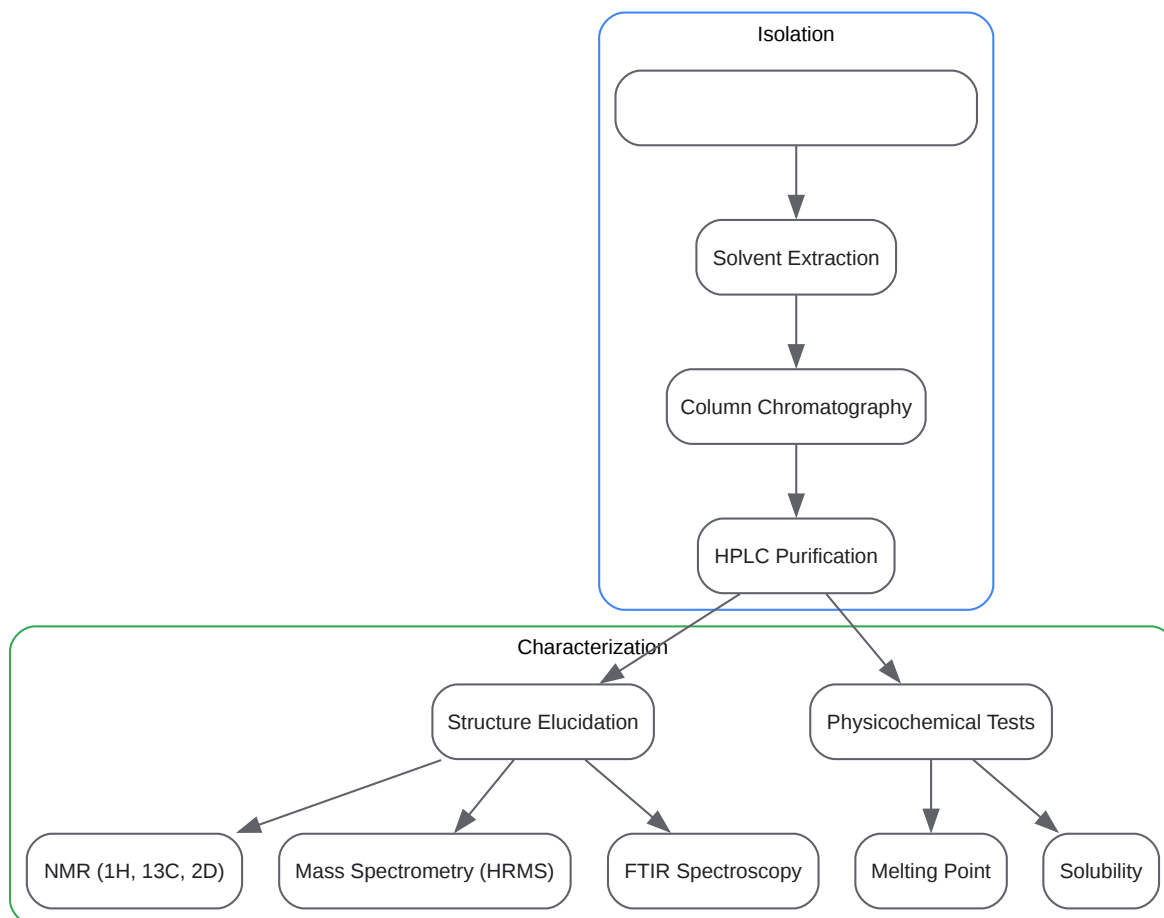 Isolation
Solvent Extraction
Column Chromatography
HPLC Purification
Characterization
Structure Elucidation
Physicochemical Tests
NMR (1H, 13C, 2D)
Mass Spectrometry (HRMS)
FTIR Spectroscopy
Melting Point
Solubility